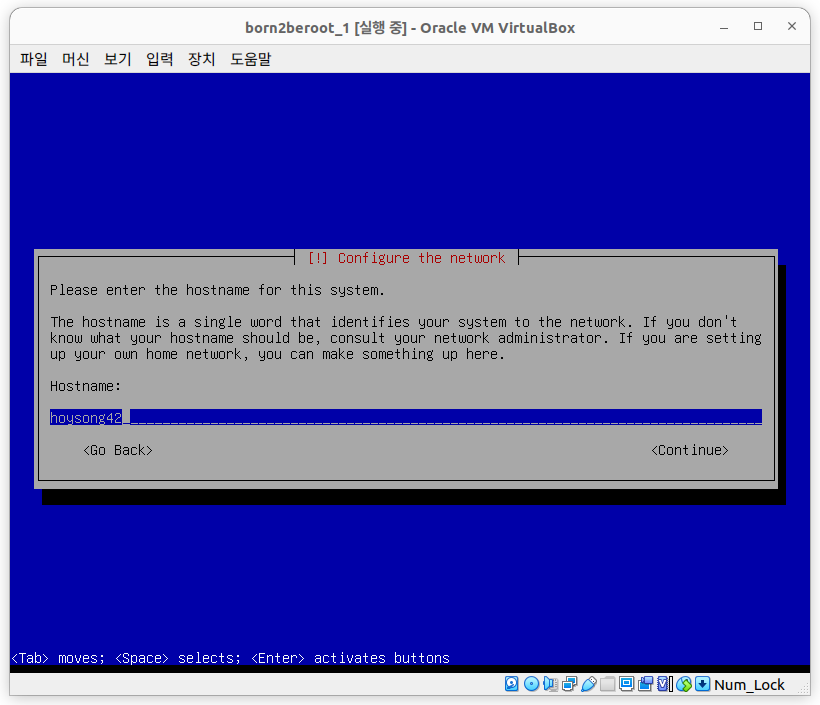 born2beroot_1 [실행 중] - Oracle VM VirtualBox
파일 머신 보기 입력 장치 도움말
[!] Configure the network
Please enter the hostname for this system.
The hostname is a single word that identifies your system to the network. If you don't
know what your hostname should be, consult your network administrator. If you are setting
up your own home network, you can make something up here.
Hostname:
hoysong42
<Go Back> <Continue>
<Tab> moves; <Space> selects; <Enter> activates buttons
Num_Lock